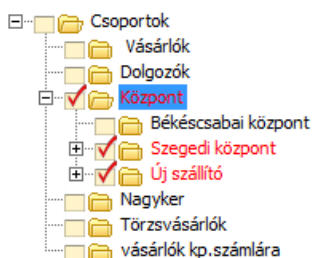 Csoportok
Vásárlók
Dolgozók
Központ
Békéscsabai központ
Szegedi központ
Új szállító
Nagyker
Törzsvásárlók
vásárlók kp.számlára